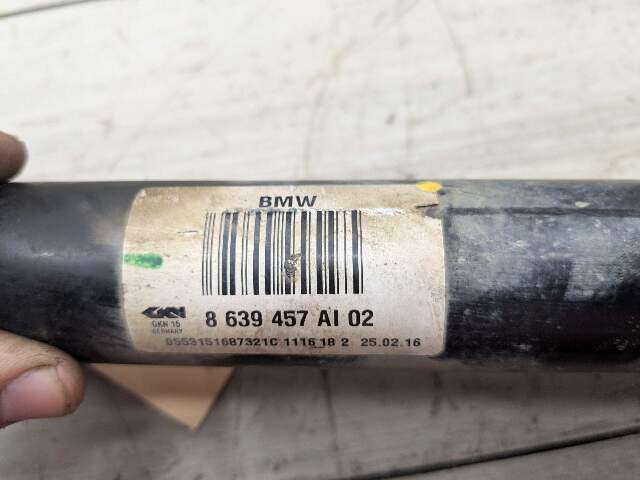 BMW
GKN
GKN 15
GERMANY
8 639 457 AI 02
0553151687321C 1116 18 2 25.02.16